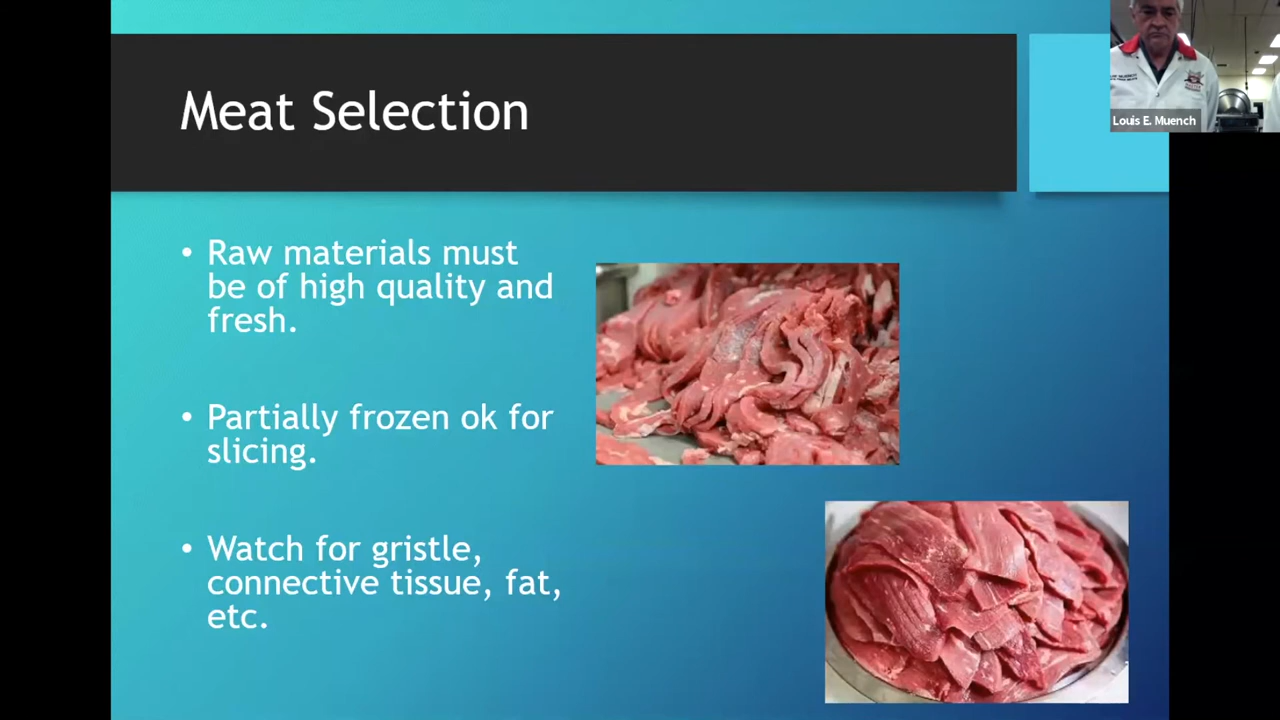 Meat Selection
Louis E. Muench
• Raw materials must
be of high quality and
fresh.
• Partially frozen ok for
slicing.
• Watch for gristle,
connective tissue, fat,
etc.